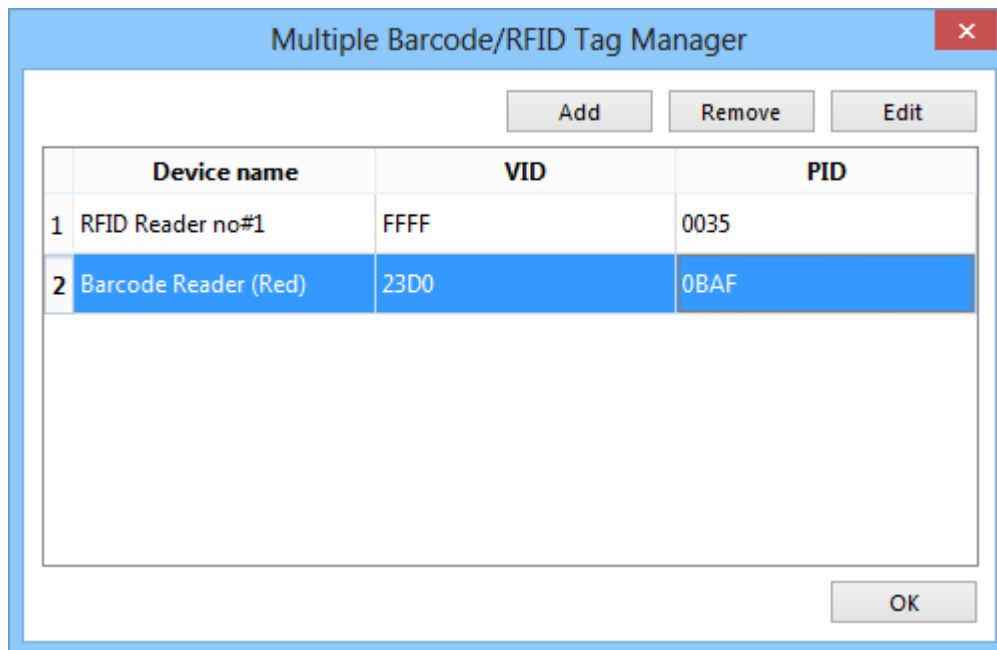 Multiple Barcode/RFID Tag Manager
Add Remove Edit
Device name VID PID
1 RFID Reader no#1 FFFF 0035
2 Barcode Reader (Red) 23D0 0BAF
OK